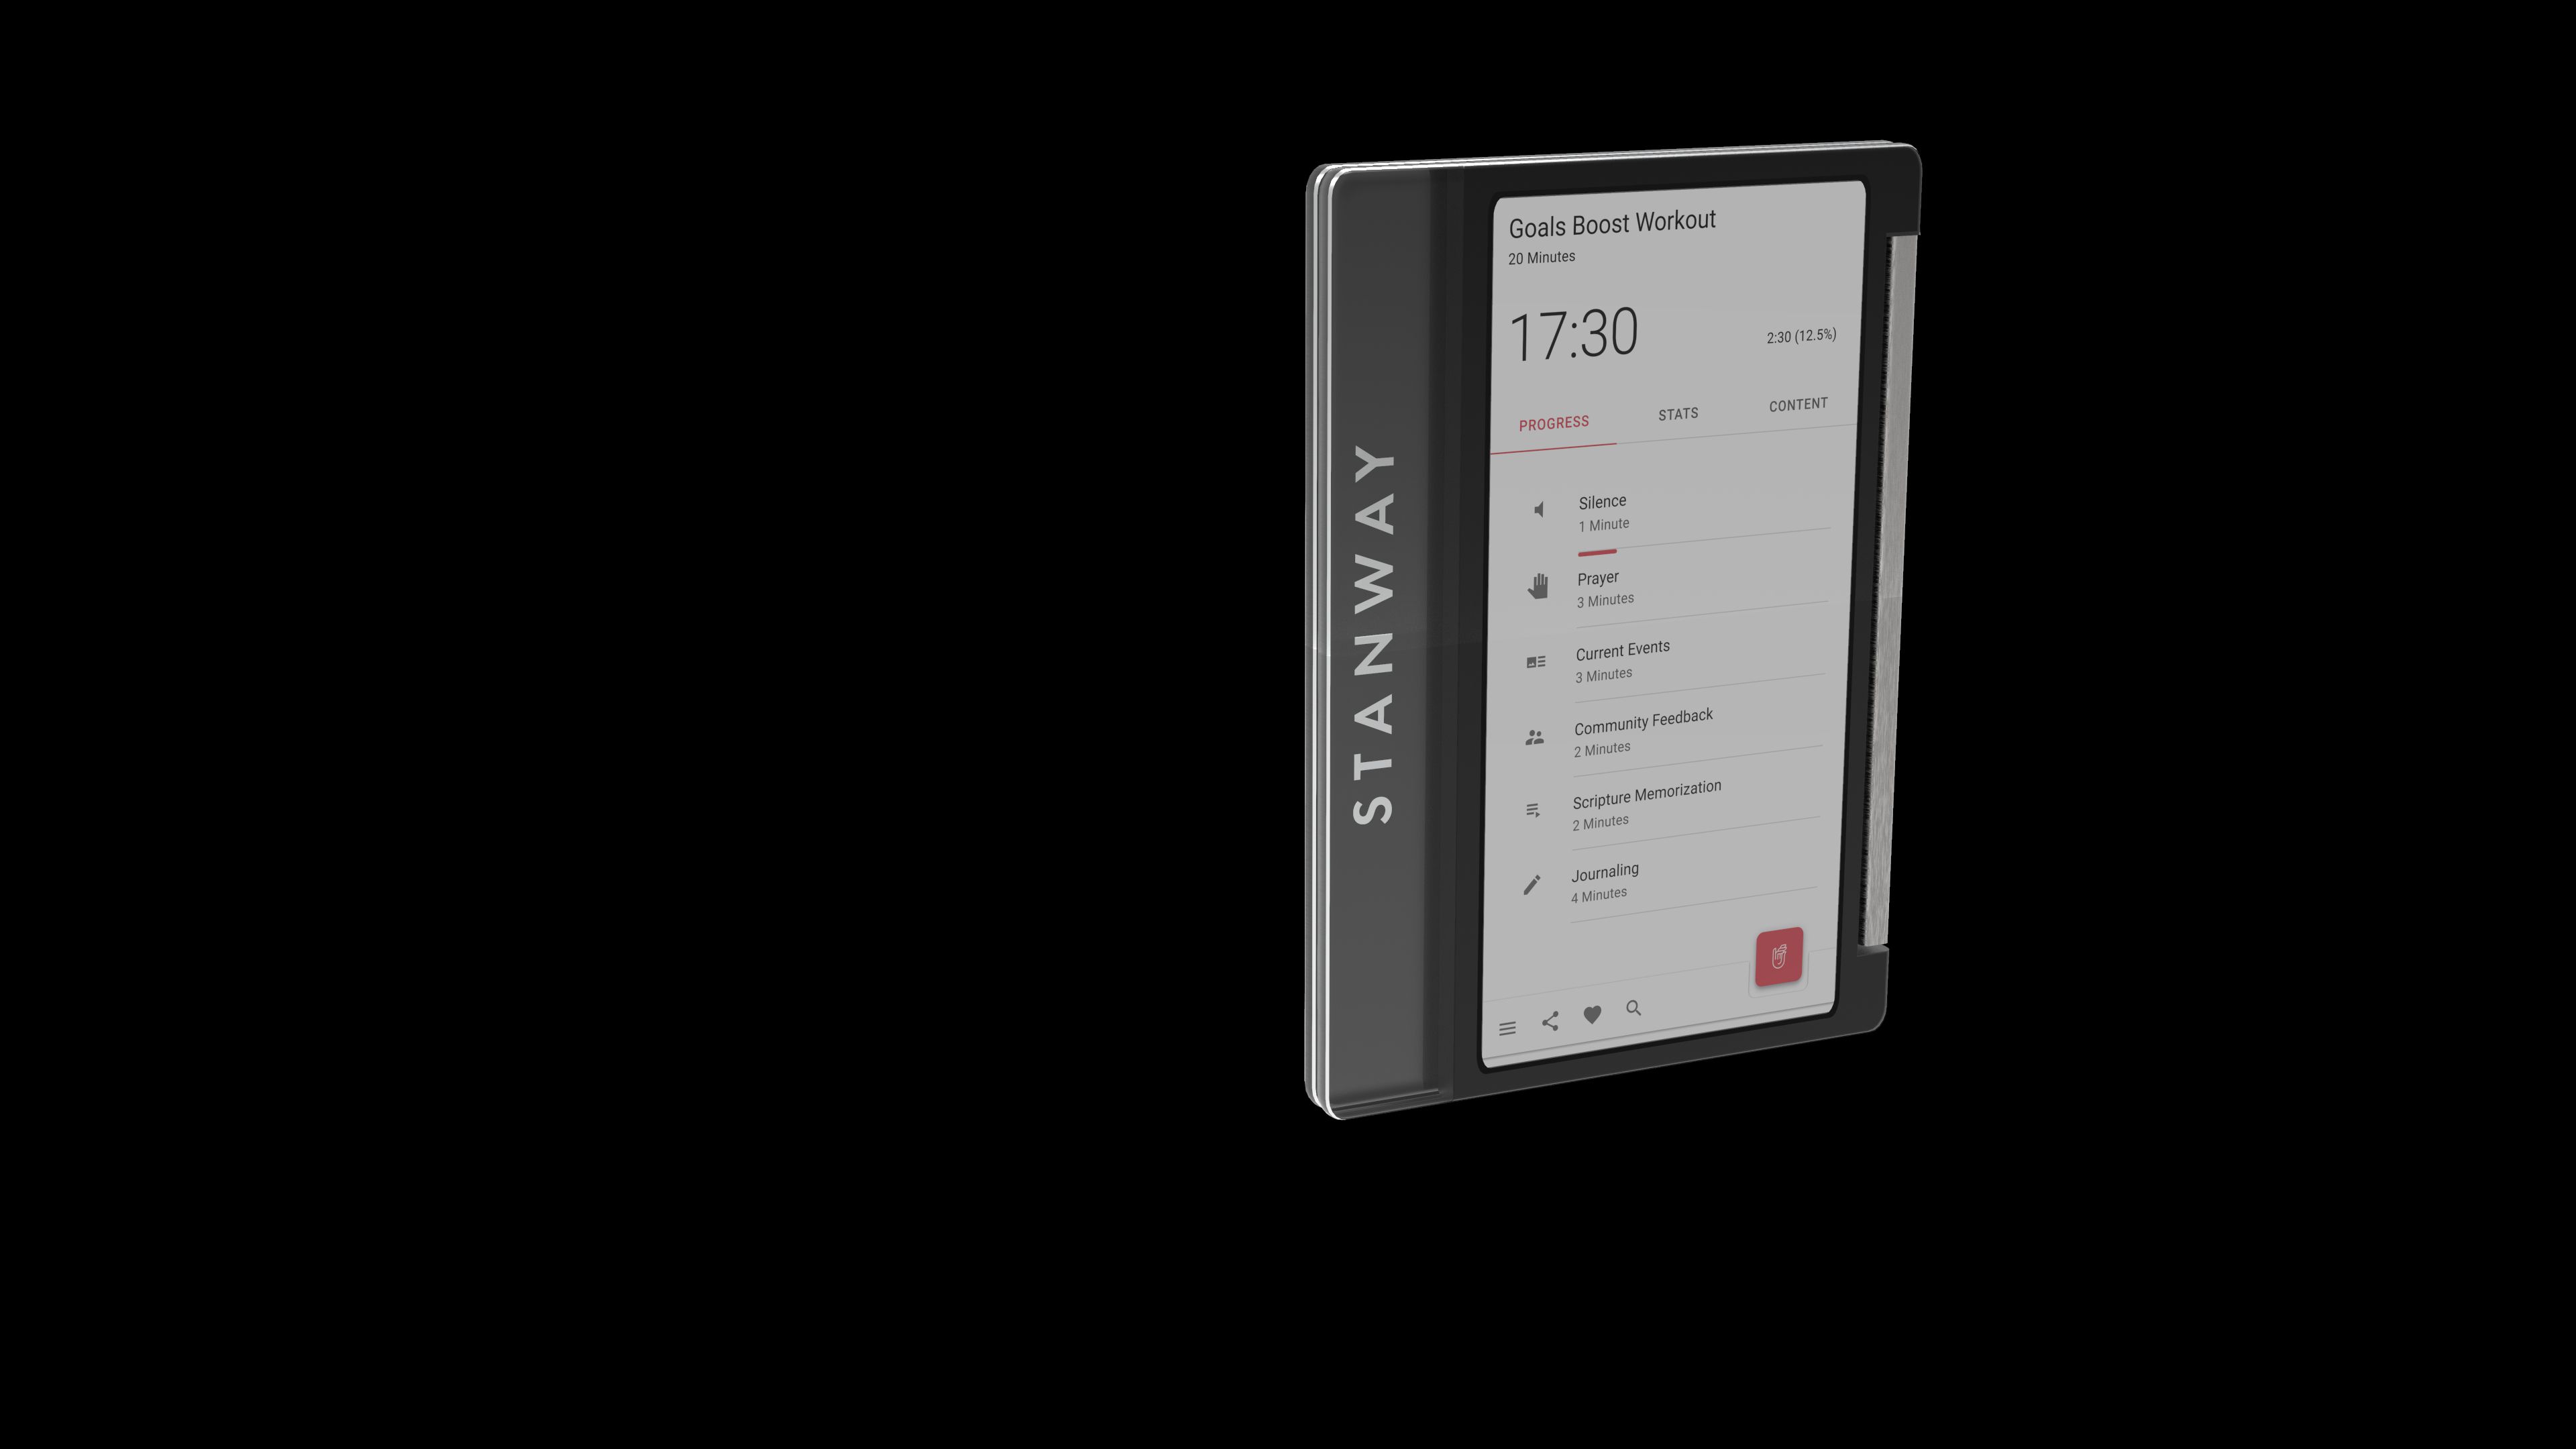 STANWAY
Goals Boost Workout
20 Minutes
17:30
2:30 (12.5%)
PROGRESS STATS CONTENT
Silence
1 Minute
Prayer
3 Minutes
Current Events
3 Minutes
Community Feedback
2 Minutes
Scripture Memorization
2 Minutes
Journaling
4 Minutes